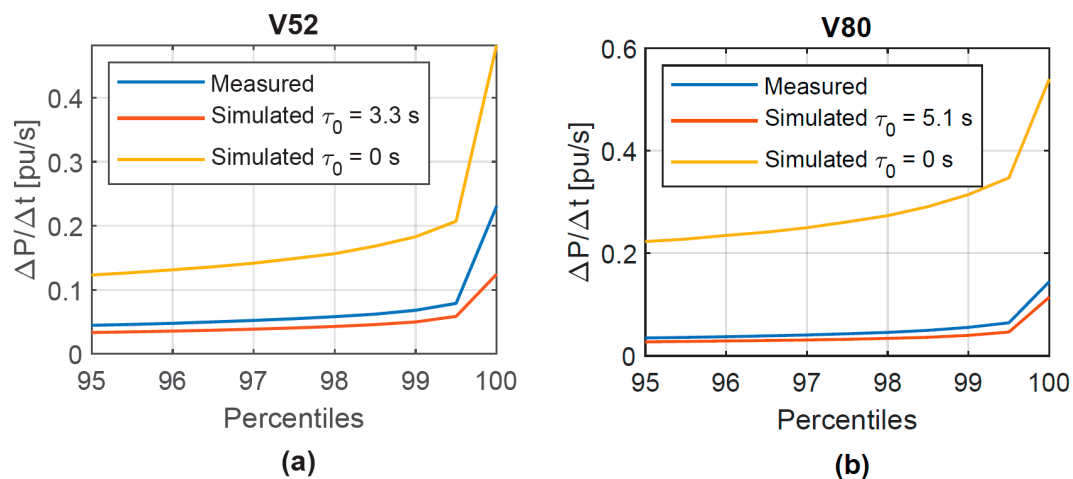 V52
ΔP/Δt [pu/s]
0.4
0.3
0.2
0.1
0
Measured
Simulated τ0 = 3.3 s
Simulated τ0 = 0 s
95 96 97 98 99 100
Percentiles
(a)
V80
ΔP/Δt [pu/s]
0.6
0.4
0.2
0
Measured
Simulated τ0 = 5.1 s
Simulated τ0 = 0 s
95 96 97 98 99 100
Percentiles
(b)